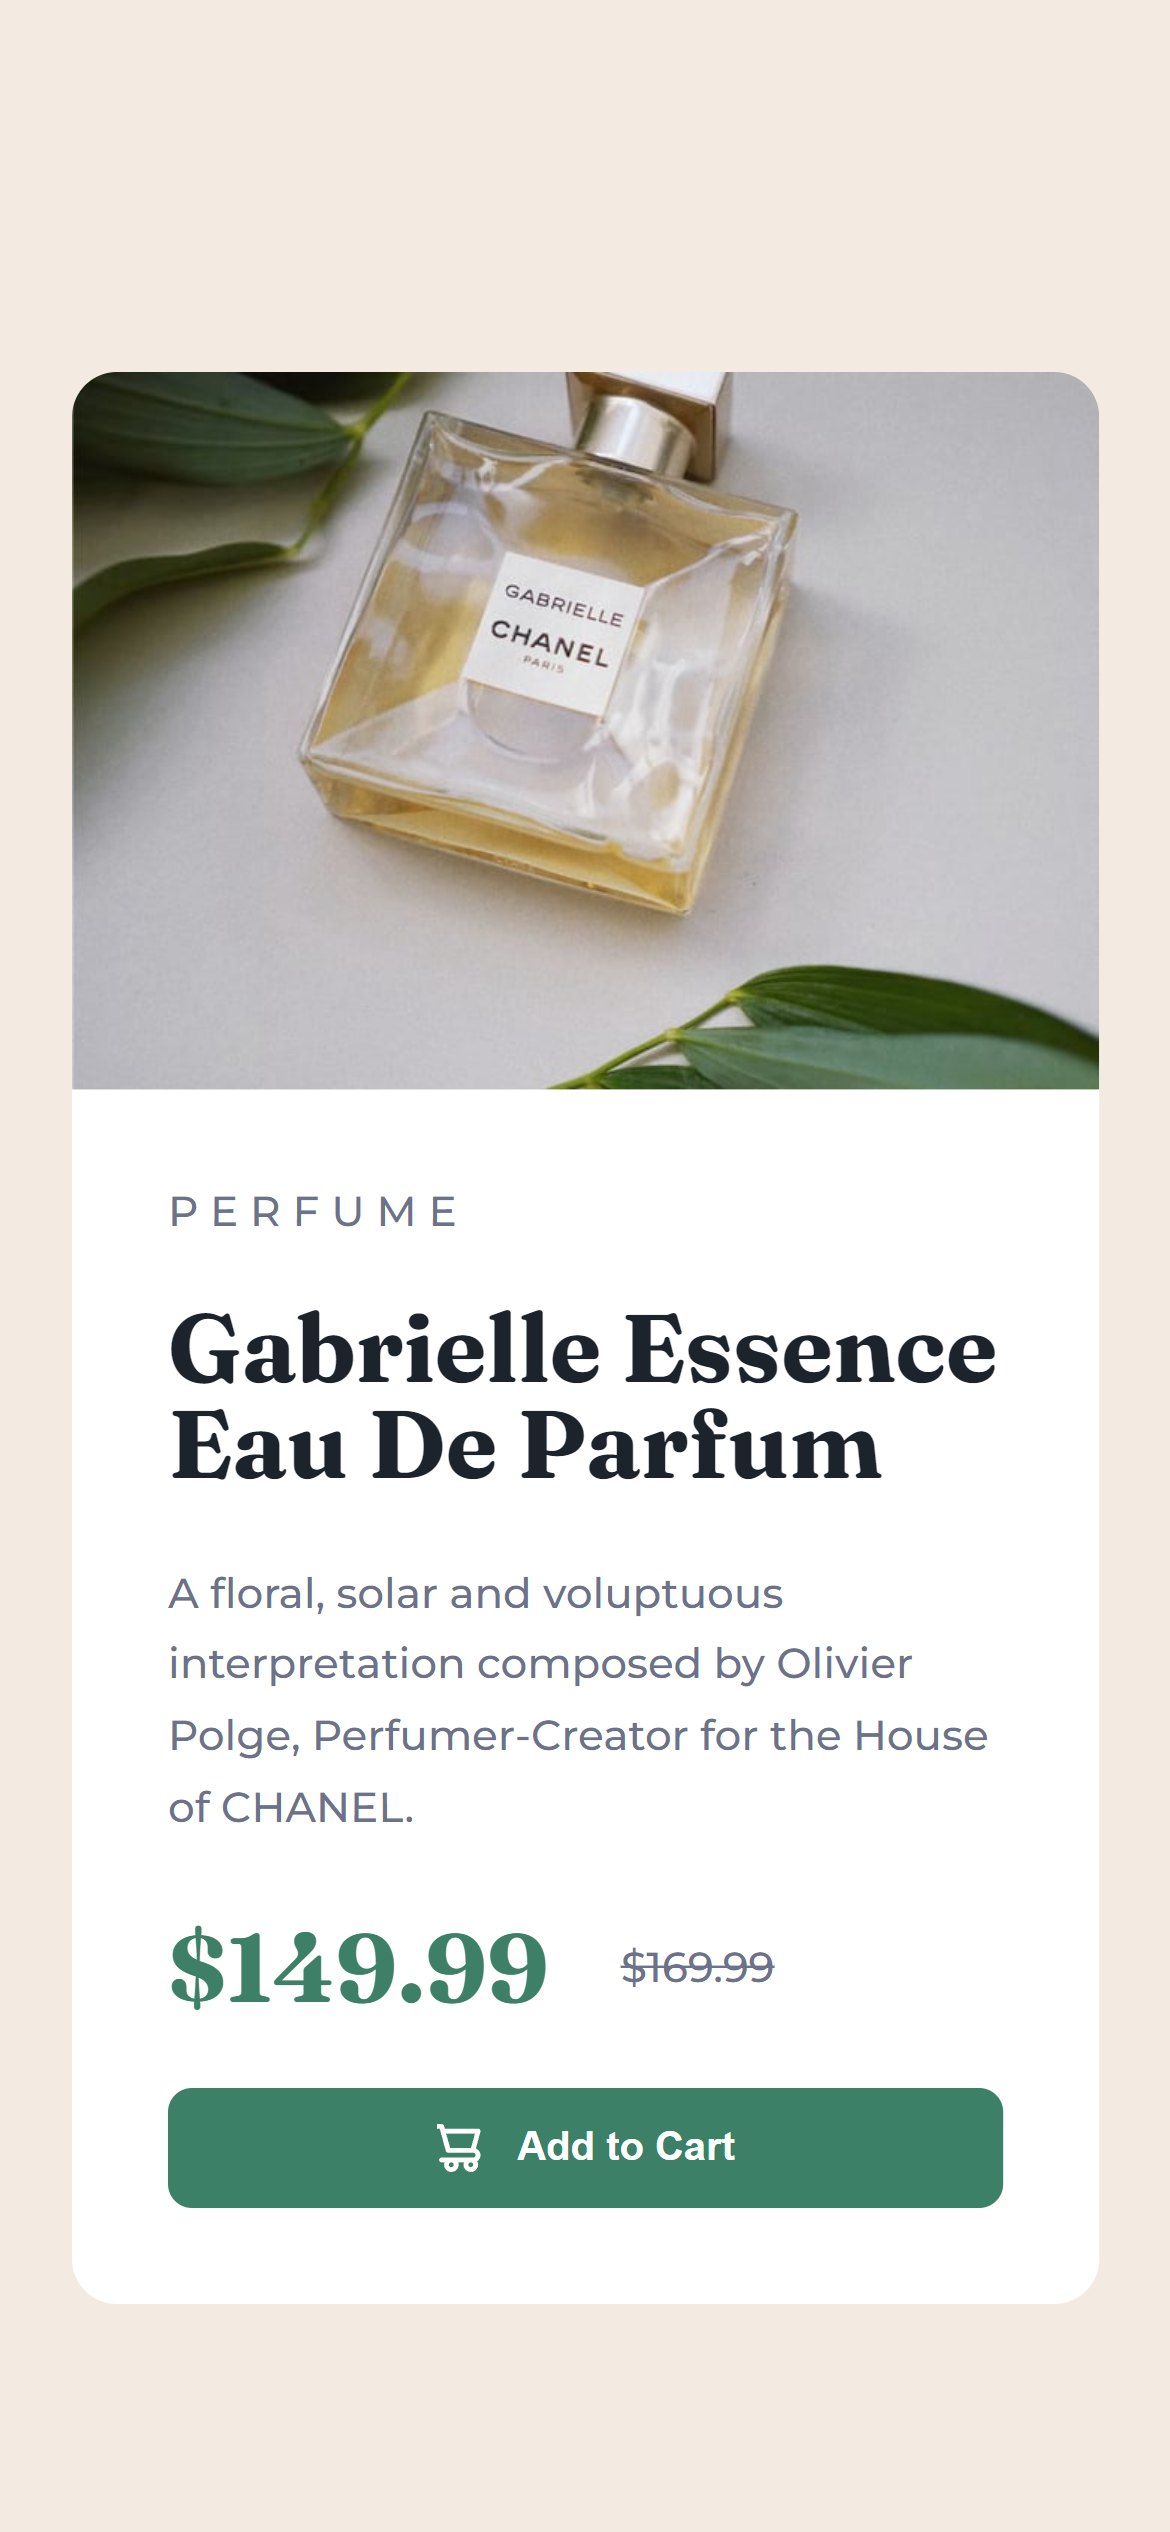 GABRIELLE
CHANEL
PARIS
PERFUME
Gabrielle Essence
Eau De Parfum
A floral, solar and voluptuous
interpretation composed by Olivier
Polge, Perfumer-Creator for the House
of CHANEL.
$149.99 $169.99
Add to Cart